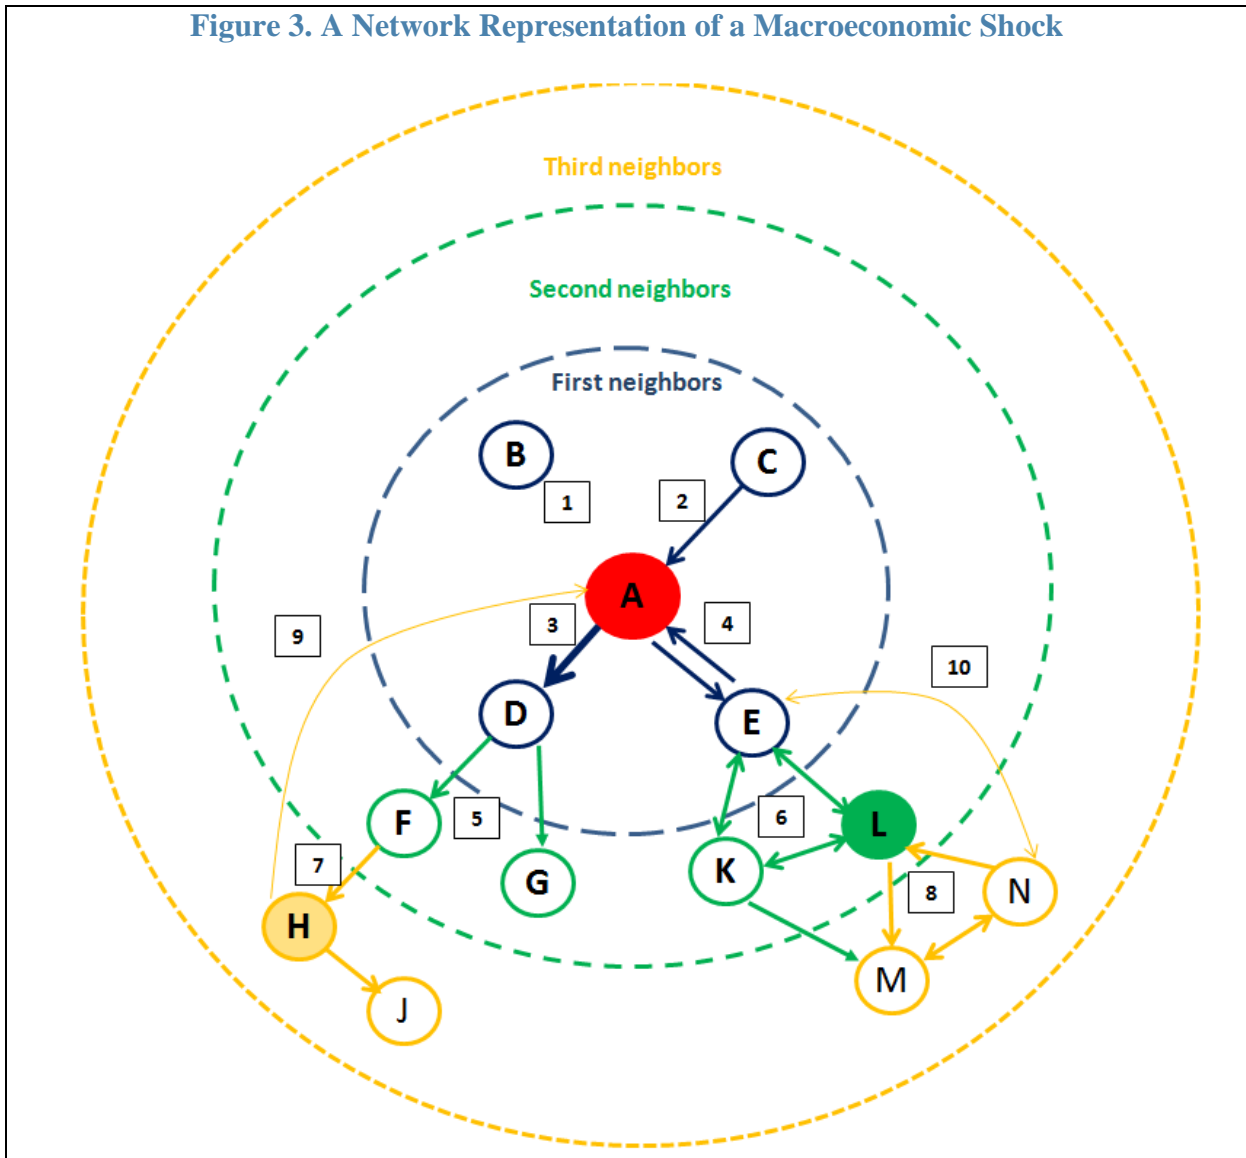 Figure 3. A Network Representation of a Macroeconomic Shock
Third neighbors
Second neighbors
First neighbors
B
C
1
2
A
3
4
9
10
D
E
F
5
6
L
7
G
K
8
N
H
M
J